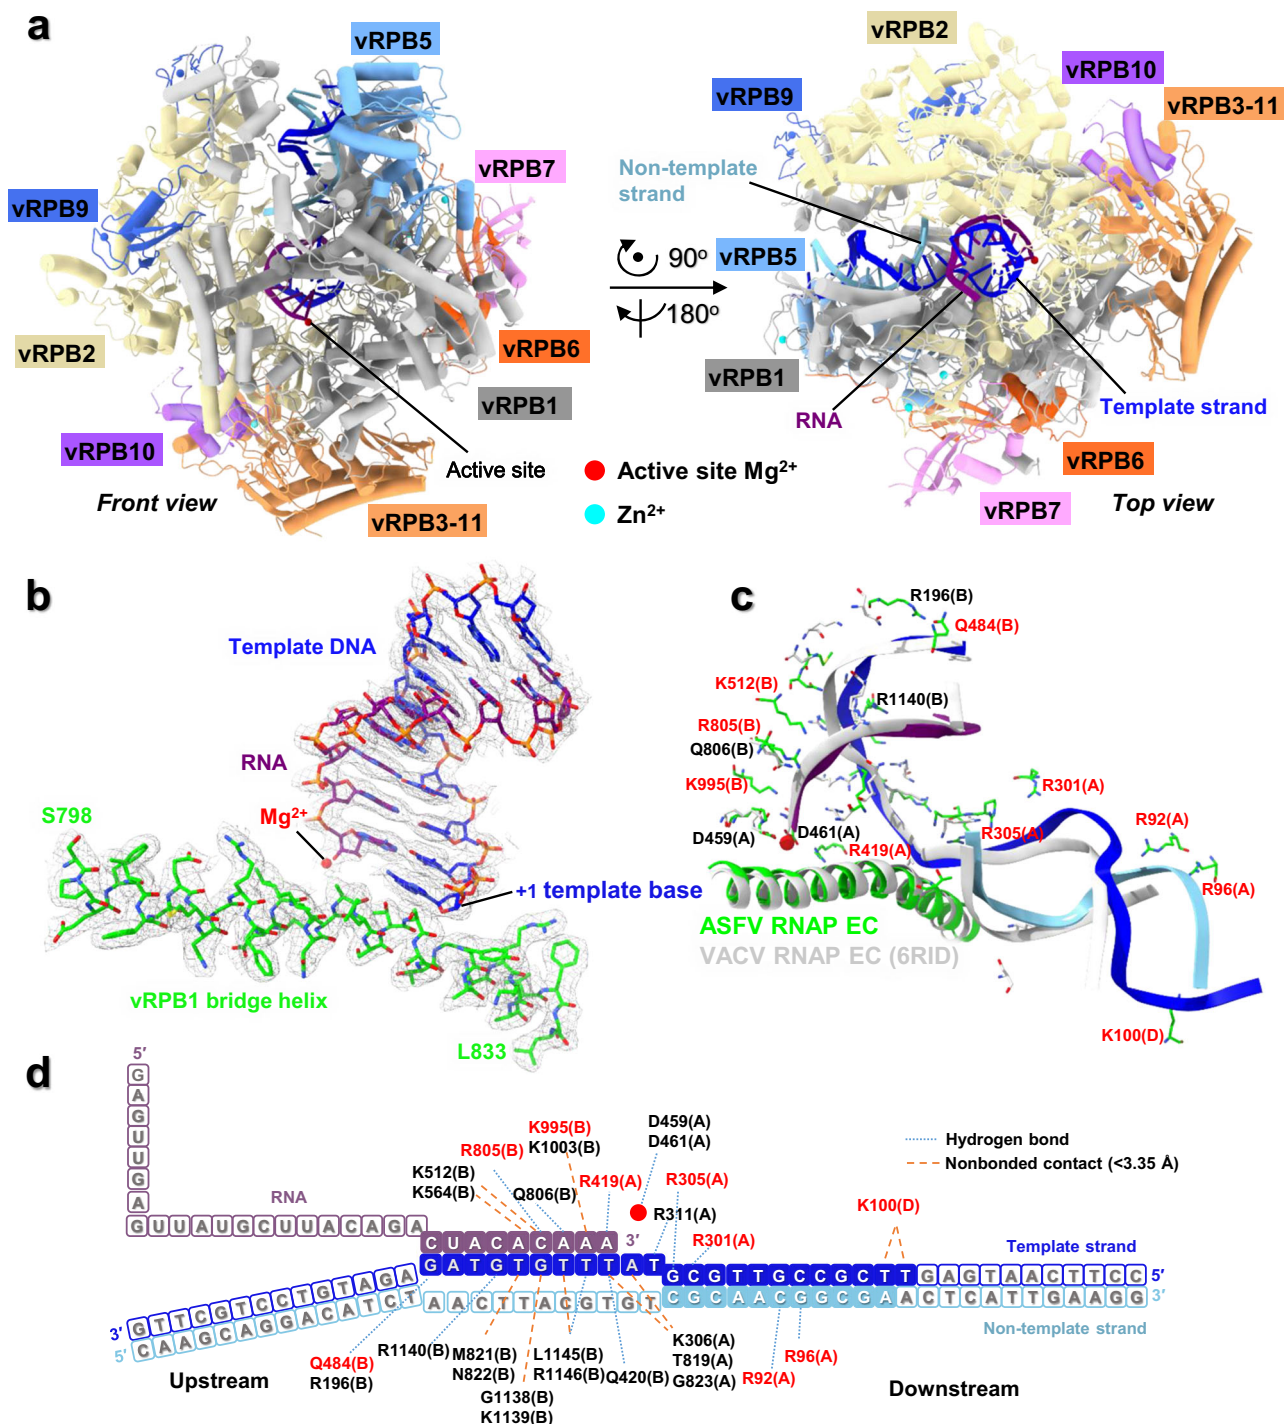 a
vRPB5
vRPB7
vRPB9
vRPB2
vRPB6
vRPB1
vRPB10
Active site
Front view
vRPB3-11
90o
180o
Active site Mg2+
Zn2+
vRPB2
vRPB10
vRPB9
vRPB3-11
Non-template
strand
vRPB5
vRPB1
RNA
Template strand
vRPB6
vRPB7
Top view
b
Template DNA
RNA
Mg2+
S798
+1 template base
vRPB1 bridge helix
L833
c
R196(B)
Q484(B)
K512(B)
R1140(B)
R805(B)
Q806(B)
K995(B)
R301(A)
D459(A)
D461(A)
R419(A)
R305(A)
R92(A)
R96(A)
ASFV RNAP EC
VACV RNAP EC (6RID)
K100(D)
d
5′
G
A
G
U
U
G
A
GUUAUGCUUACAGA
RNA
K995(B)
K1003(B)
D459(A)
D461(A)
R805(B)
K512(B)
K564(B)
Q806(B)
R419(A)
R305(A)
R311(A)
R301(A)
K100(D)
Hydrogen bond
Nonbonded contact (<3.35 Å)
CUACACAAA 3′
Template strand
3′ GTTCGTCCTGTAGA GATGTGTTTAT GCGTTGCCGCTT GAGTAACTTCC 5′
5′ CAAGCAGGACATCT AACTTACGTGT CGCAACGGCGA ACTCATTGAAGG 3′
Non-template strand
Q484(B)
R196(B)
R1140(B)
M821(B)
N822(B)
G1138(B)
K1139(B)
L1145(B)
R1146(B)
Q420(B)
K306(A)
T819(A)
G823(A)
R92(A)
R96(A)
Upstream
Downstream